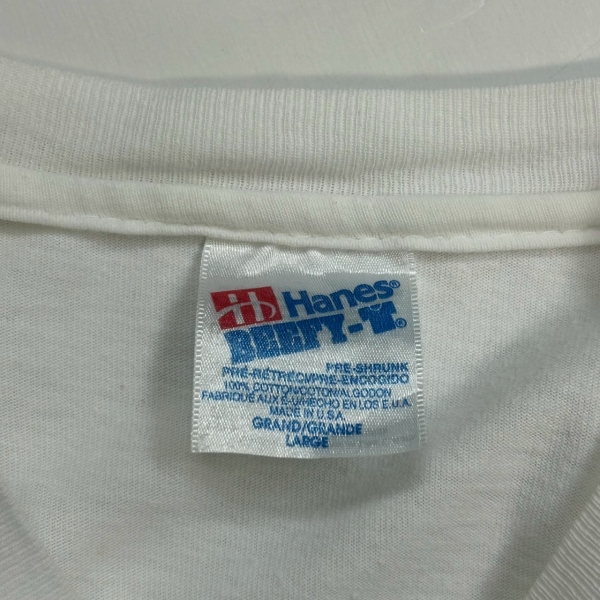 Hb Hanes®
BEEFY-T®
PRE-SHRUNK
PRÉ-RÉTRÉCI/PRE-ENCOGIDO
100% COTTON/COTON/ALGODON
FABRIQUE AUX E.-U/HECHO EN LOS E.U.A.
MADE IN U.S.A.
GRAND/GRANDE
LARGE